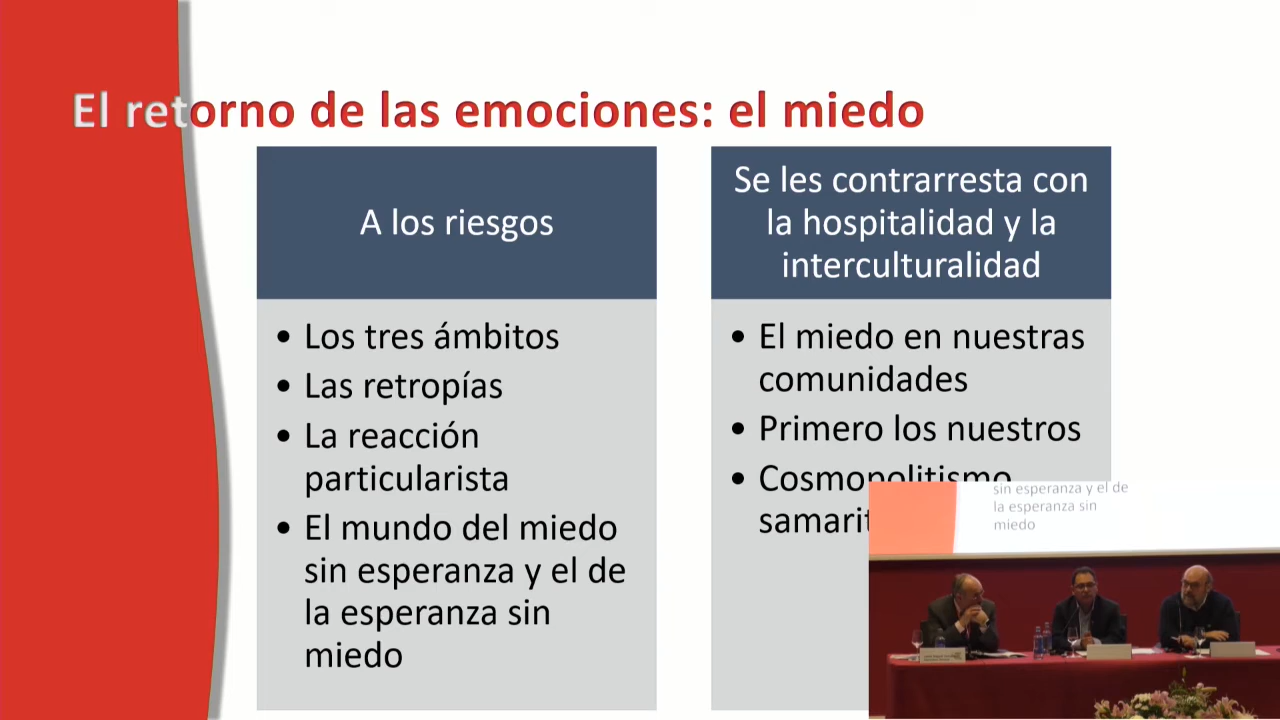 El retorno de las emociones: el miedo
A los riesgos
• Los tres ámbitos
• Las retropías
• La reacción
particularista
• El mundo del miedo
sin esperanza y el de
la esperanza sin
miedo
Se les contrarresta con
la hospitalidad y la
interculturalidad
• El miedo en nuestras
comunidades
• Primero los nuestros
• Cosmopolitismo
sin esperanza y el de
la esperanza sin
miedo